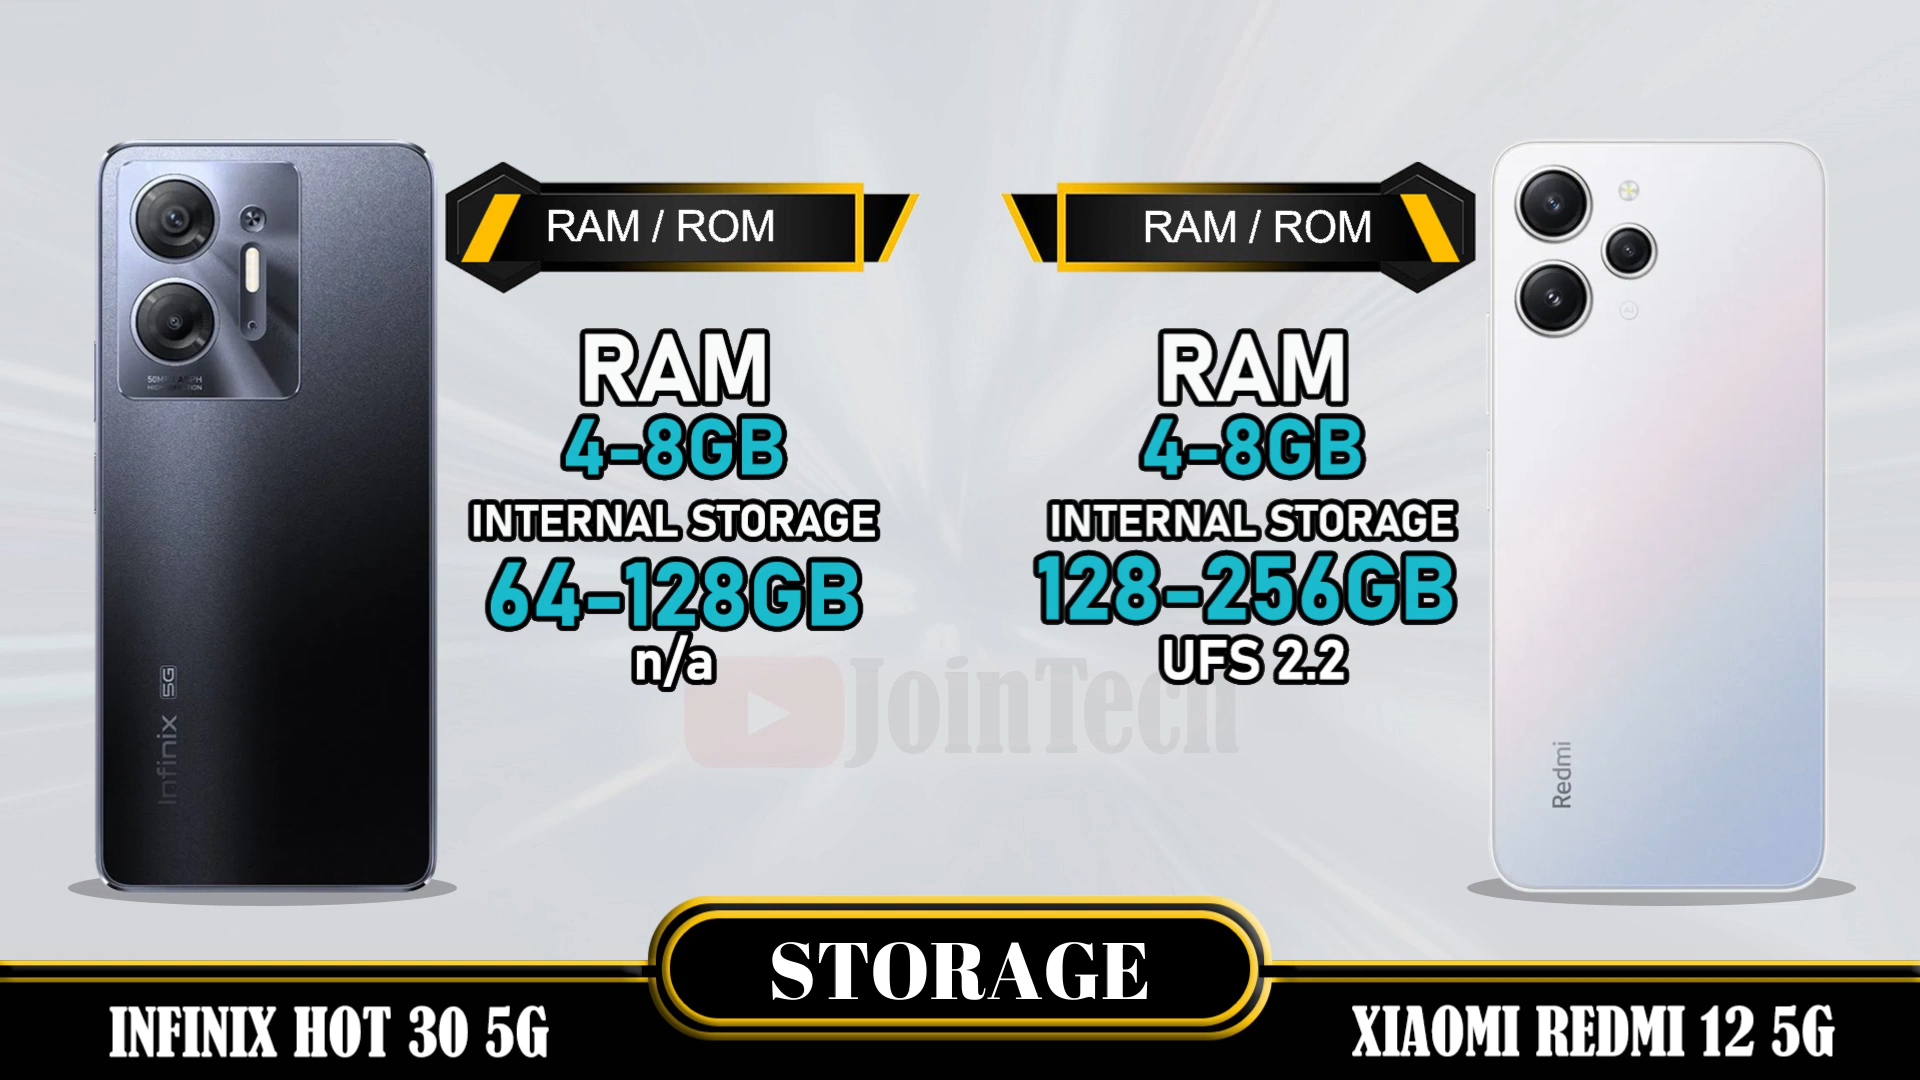 RAM / ROM
RAM
4-8GB
INTERNAL STORAGE
64-128GB
n/a
RAM / ROM
RAM
4-8GB
INTERNAL STORAGE
128-256GB
UFS 2.2
JoinTech
5G
Infinix
Redmi
AI
STORAGE
INFINIX HOT 30 5G
XIAOMI REDMI 12 5G